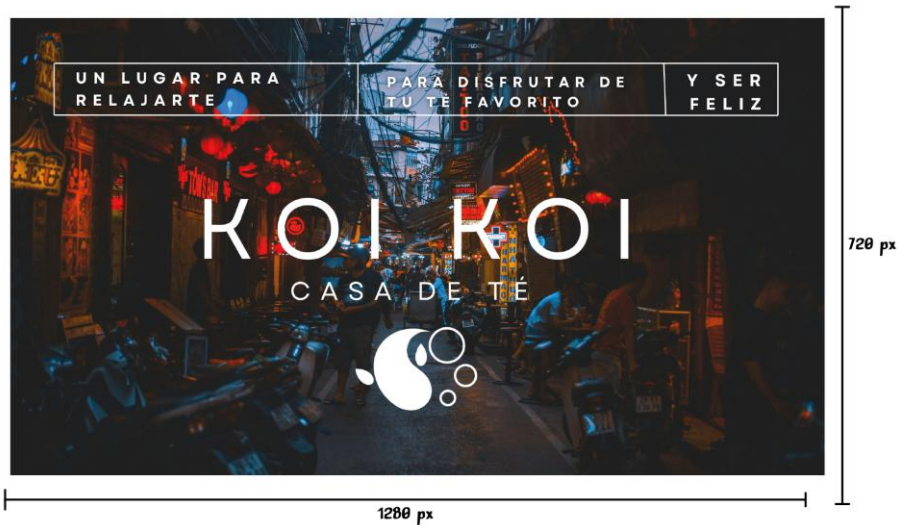 UN LUGAR PARA
RELAJARTE
PARA DISFRUTAR DE
TU TÉ FAVORITO
Y SER
FELIZ
KOI KOI
CASA DE TÉ
720 px
1280 px